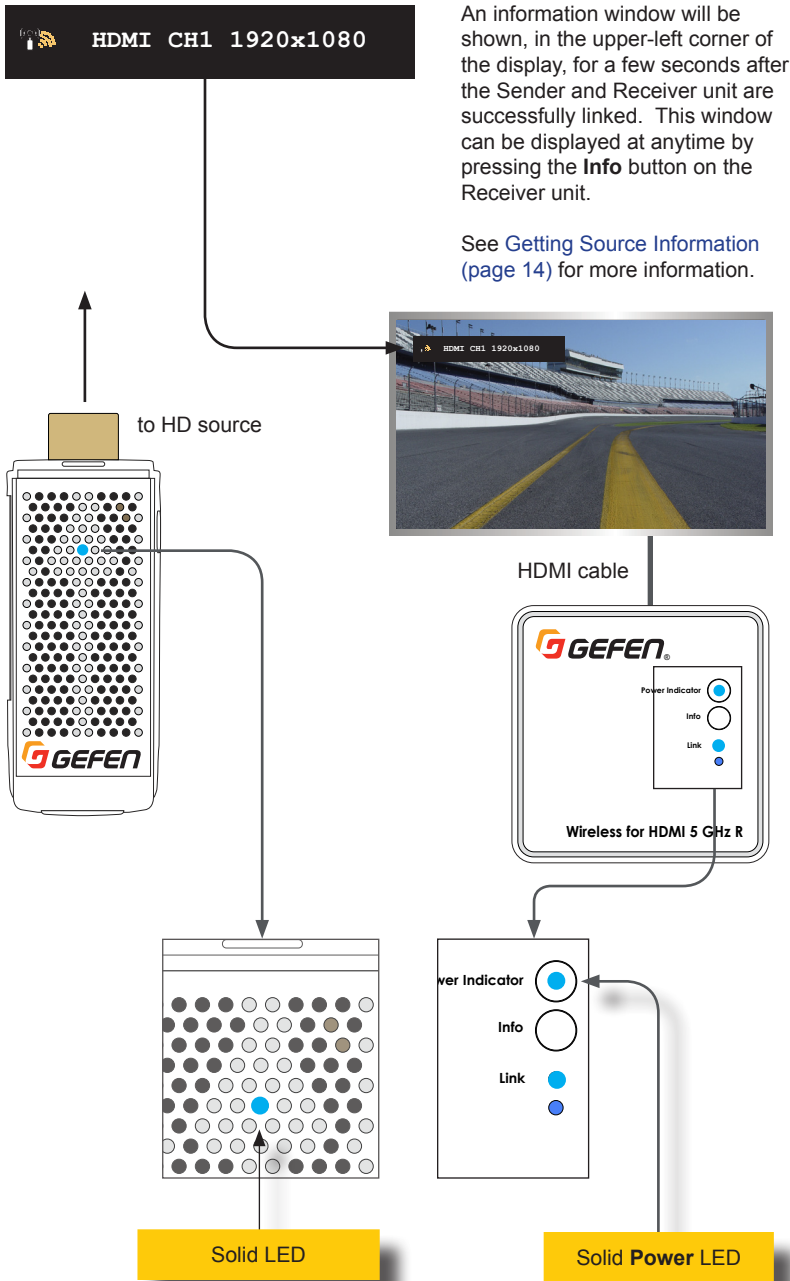 HDMI CH1 1920x1080
An information window will be
shown, in the upper-left corner of
the display, for a few seconds after
the Sender and Receiver unit are
successfully linked.  This window
can be displayed at anytime by
pressing the Info button on the
Receiver unit.
See Getting Source Information
(page 14) for more information.
HDMI CH1 1920x1080
to HD source
HDMI cable
GEFEN®
Power Indicator
Info
Link
Wireless for HDMI 5 GHz R
GEFEN
wer Indicator
Info
Link
Solid LED
Solid Power LED